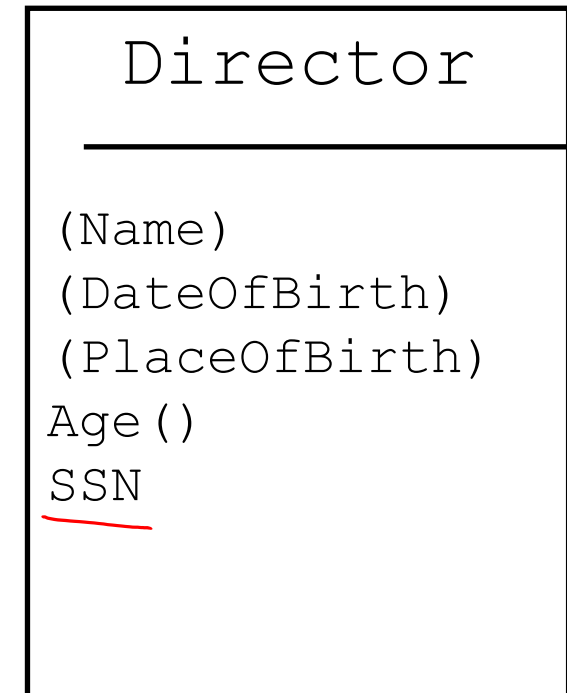 Director
(Name)
(DateOfBirth)
(PlaceOfBirth)
Age()
SSN